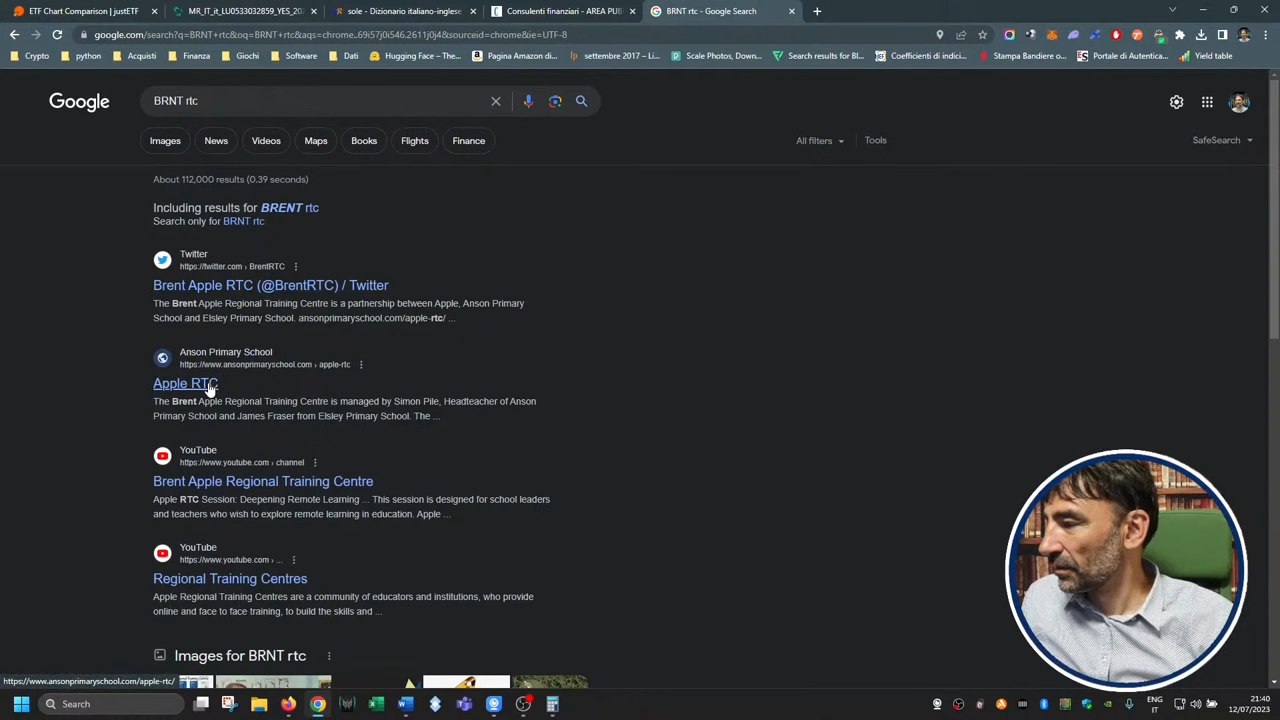 ETF Chart Comparison | justETF
MR_IT_it_LU0533032859_YES_20
sole - Dizionario italiano-inglese
Consulenti finanziari - AREA PUB
BRNT rtc - Google Search
google.com/search?q=BRNT+rtc&oq=BRNT+rtc&aqs=chrome..69i57j0i546.2611j0j4&sourceid=chrome&ie=UTF-8
Crypto
python
Acquisti
Finanza
Giochi
Software
Dati
Hugging Face – The...
Pagina Amazon di...
settembre 2017 – Li...
Scale Photos, Down...
Search results for Bl...
Coefficienti di indici...
Stampa Bandiere o...
Portale di Autentica...
Yield table
Google
BRNT rtc
Images
News
Videos
Maps
Books
Flights
Finance
All filters
Tools
SafeSearch
About 112,000 results (0.39 seconds)
Including results for BRENT rtc
Search only for BRNT rtc
Twitter
https://twitter.com › BrentRTC
Brent Apple RTC (@BrentRTC) / Twitter
The Brent Apple Regional Training Centre is a partnership between Apple, Anson Primary
School and Elsley Primary School. ansonprimaryschool.com/apple-rtc/ ...
Anson Primary School
https://www.ansonprimaryschool.com › apple-rtc
Apple RTC
The Brent Apple Regional Training Centre is managed by Simon Pile, Headteacher of Anson
Primary School and James Fraser from Elsley Primary School. The ...
YouTube
https://www.youtube.com › channel
Brent Apple Regional Training Centre
Apple RTC Session: Deepening Remote Learning ... This session is designed for school leaders
and teachers who wish to explore remote learning in education. Apple ...
YouTube
https://www.youtube.com › ...
Regional Training Centres
Apple Regional Training Centres are a community of educators and institutions, who provide
online and face to face training, to build the skills and ...
Images for BRNT rtc
https://www.ansonprimaryschool.com/apple-rtc/
Search
ENG
IT
21:40
12/07/2023